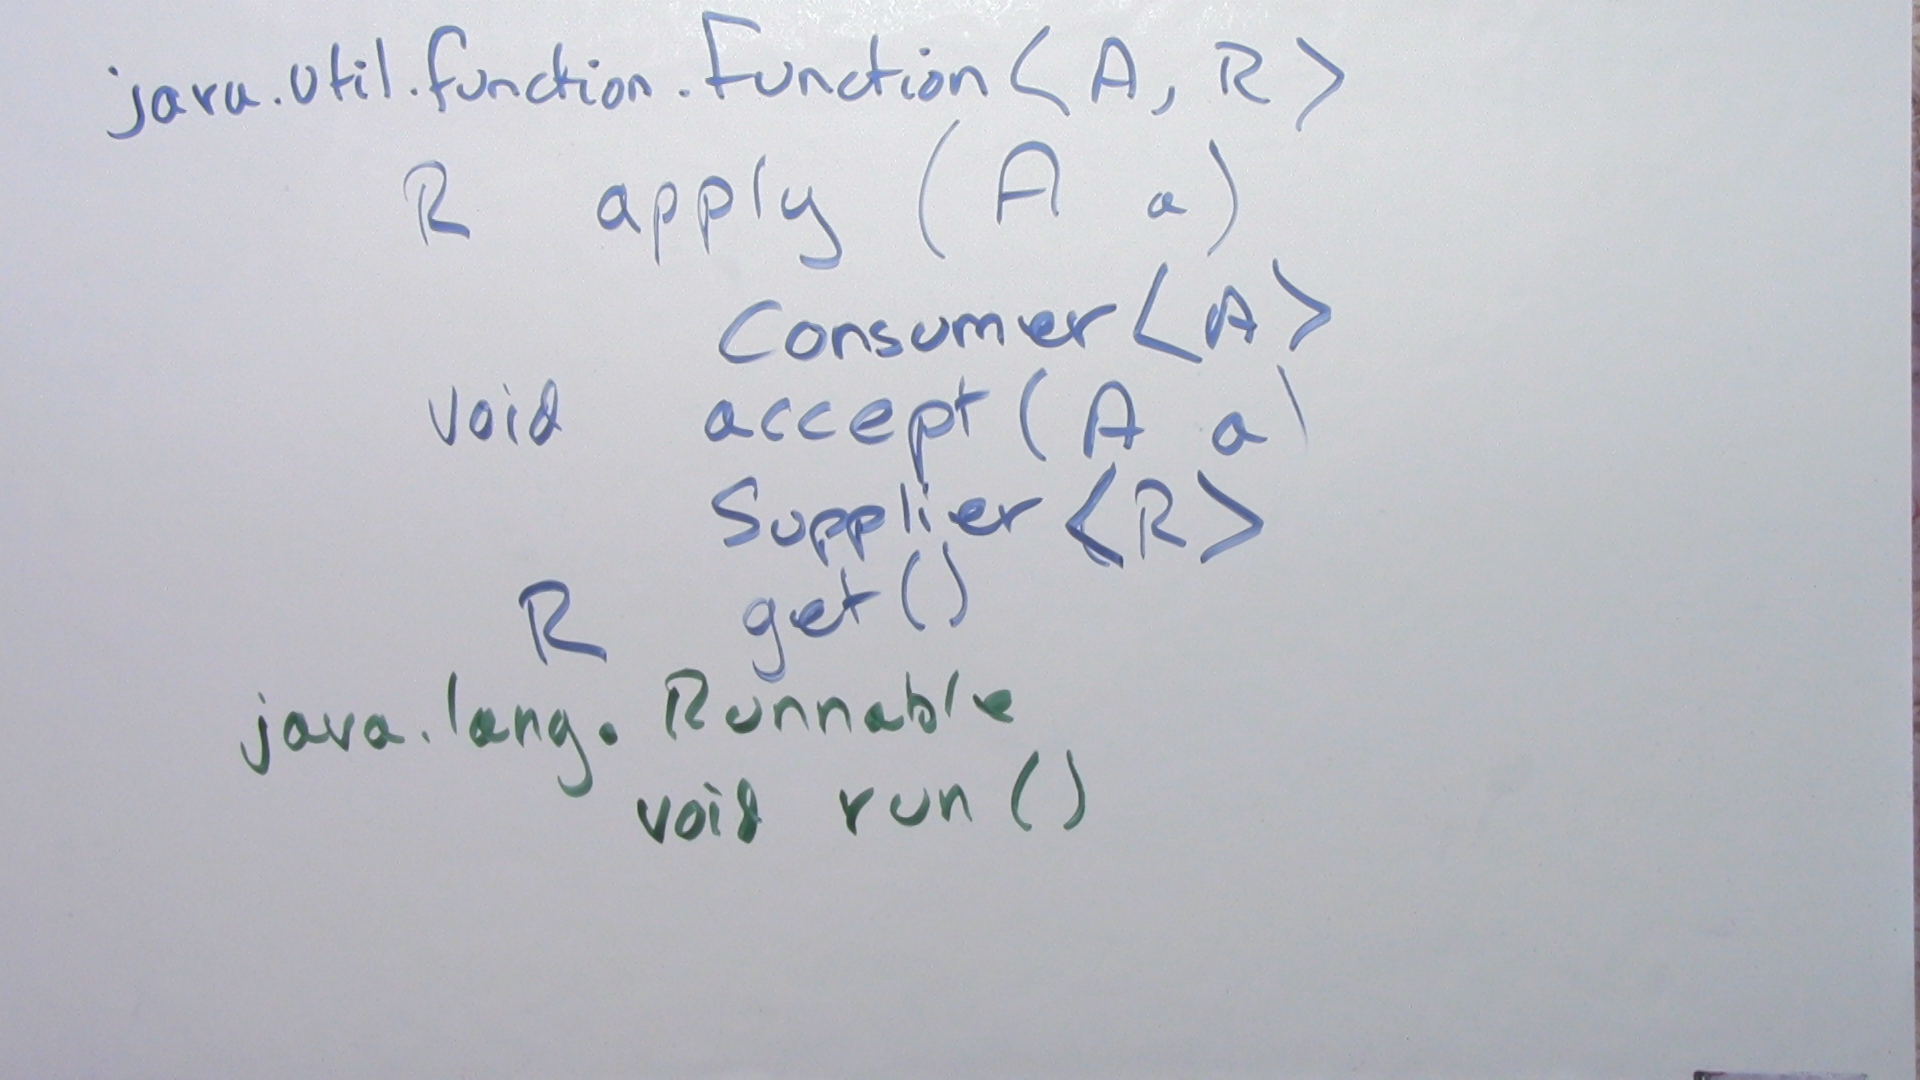 java.util.function.Function<A, R>
R apply (A a)
Consumer<A>
void accept(A a)
Supplier<R>
R get()
java.lang.Runnable
void run()